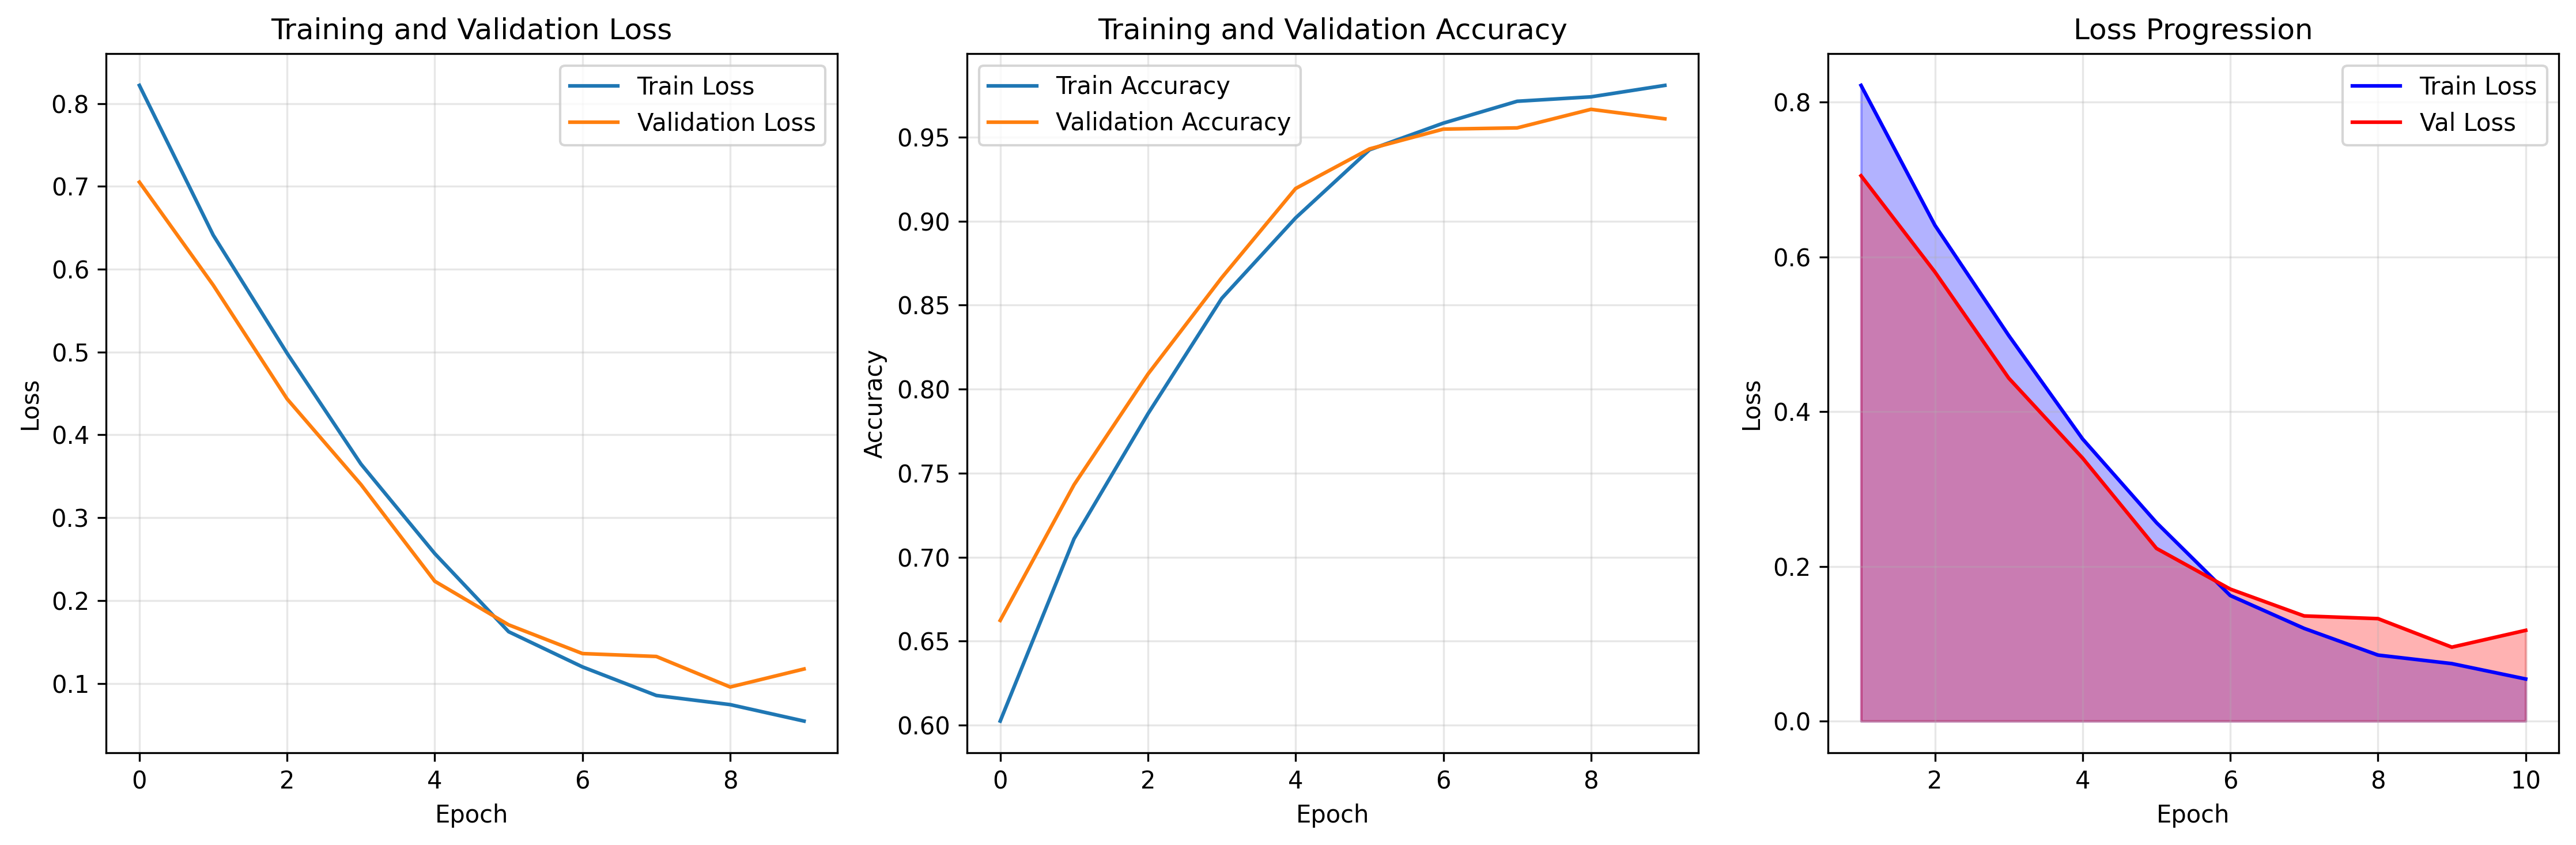 Training and Validation Loss
Train Loss
Validation Loss
0.8
0.7
0.6
0.5
0.4
0.3
0.2
0.1
Loss
0 2 4 6 8
Epoch
Training and Validation Accuracy
Train Accuracy
Validation Accuracy
0.95
0.90
0.85
0.80
0.75
0.70
0.65
0.60
Accuracy
0 2 4 6 8
Epoch
Loss Progression
Train Loss
Val Loss
0.8
0.6
0.4
0.2
0.0
Loss
2 4 6 8 10
Epoch